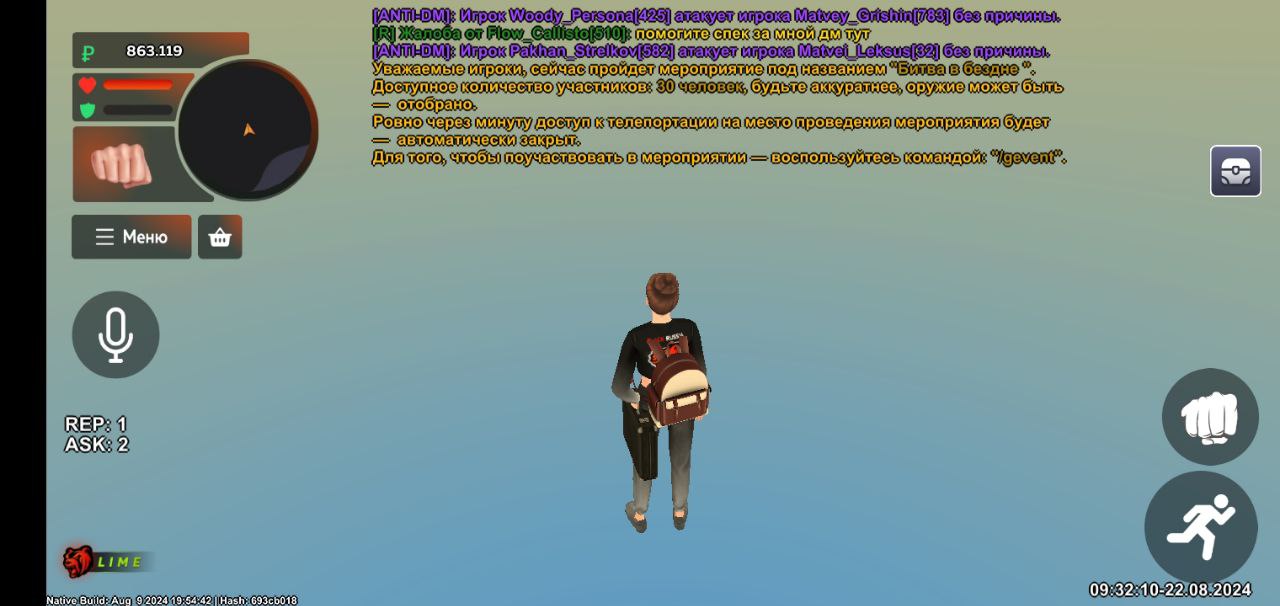 [ANTI-DM]: Игрок Woody_Persona[425] атакует игрока Matvey_Grishin[783] без причины.
[R] Жалоба от Flow_Callisto[510]: помогите спек за мной дм тут
[ANTI-DM]: Игрок Pakhan_Strelkov[582] атакует игрока Matvei_Leksus[32] без причины.
Уважаемые игроки, сейчас пройдет мероприятие под названием "Битва в бездне ".
Доступное количество участников: 30 человек, будьте аккуратнее, оружие может быть
— отобрано.
Ровно через минуту доступ к телепортации на место проведения мероприятия будет
— автоматически закрыт.
Для того, чтобы поучаствовать в мероприятии — воспользуйтесь командой: "/gevent".
₽ 863.119
Меню
REP: 1
ASK: 2
LIME
Native Build: Aug 9 2024 19:54:42 | Hash: 693cb018
09:32:10-22.08.2024